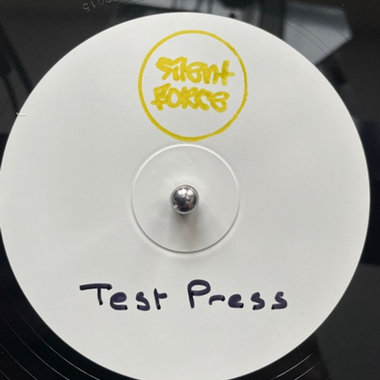 Silent
FORCE
Test Press